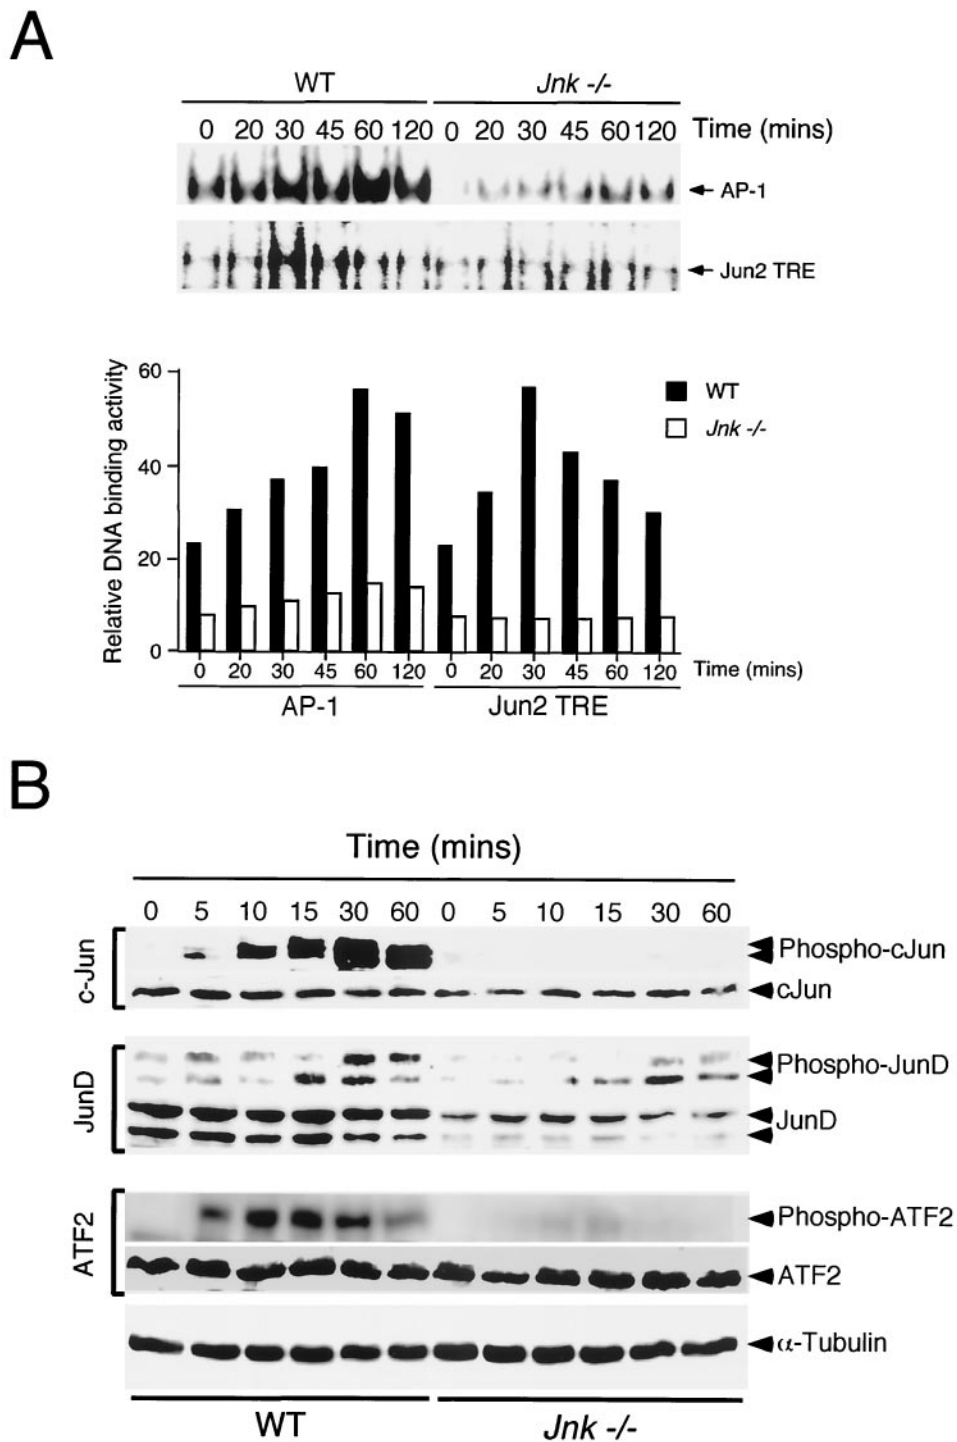 A
WT Jnk -/-
0 20 30 45 60 120 0 20 30 45 60 120 Time (mins)
AP-1
Jun2 TRE
Relative DNA binding activity
60
40
20
0
WT
Jnk -/-
0 20 30 45 60 120 0 20 30 45 60 120 Time (mins)
AP-1 Jun2 TRE
B
Time (mins)
0 5 10 15 30 60 0 5 10 15 30 60
c-Jun
Phospho-cJun
cJun
JunD
Phospho-JunD
JunD
ATF2
Phospho-ATF2
ATF2
α-Tubulin
WT Jnk -/-